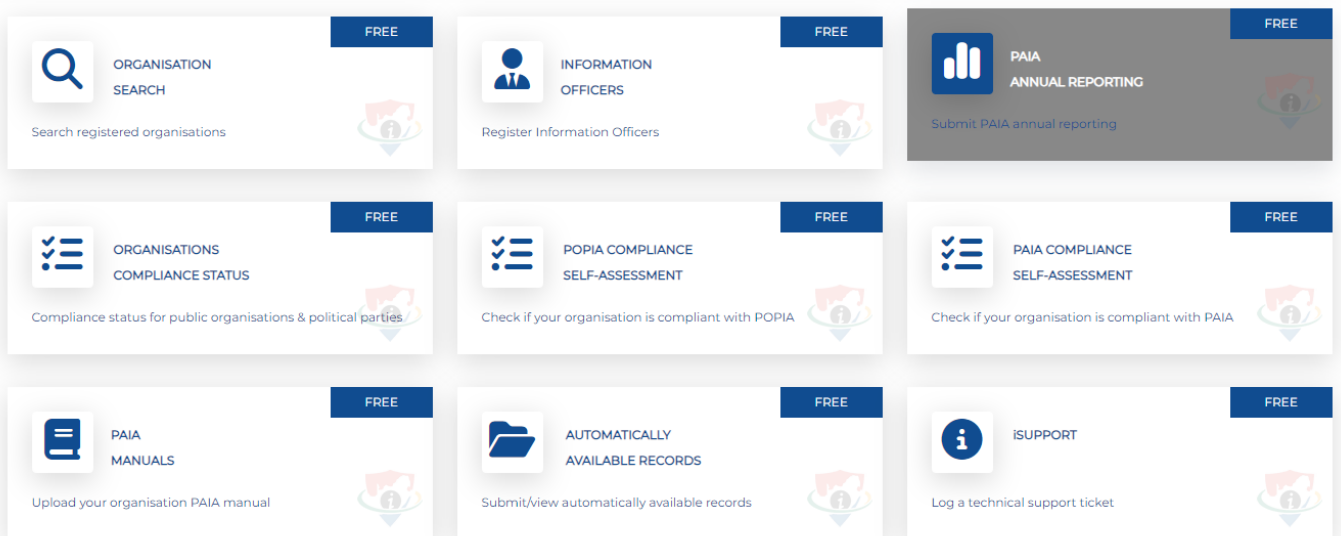 FREE
ORGANISATION
SEARCH
Search registered organisations
FREE
INFORMATION
OFFICERS
Register Information Officers
FREE
PAIA
ANNUAL REPORTING
Submit PAIA annual reporting
FREE
ORGANISATIONS
COMPLIANCE STATUS
Compliance status for public organisations & political parties
FREE
POPIA COMPLIANCE
SELF-ASSESSMENT
Check if your organisation is compliant with POPIA
FREE
PAIA COMPLIANCE
SELF-ASSESSMENT
Check if your organisation is compliant with PAIA
FREE
PAIA
MANUALS
Upload your organisation PAIA manual
FREE
AUTOMATICALLY
AVAILABLE RECORDS
Submit/view automatically available records
FREE
iSUPPORT
Log a technical support ticket